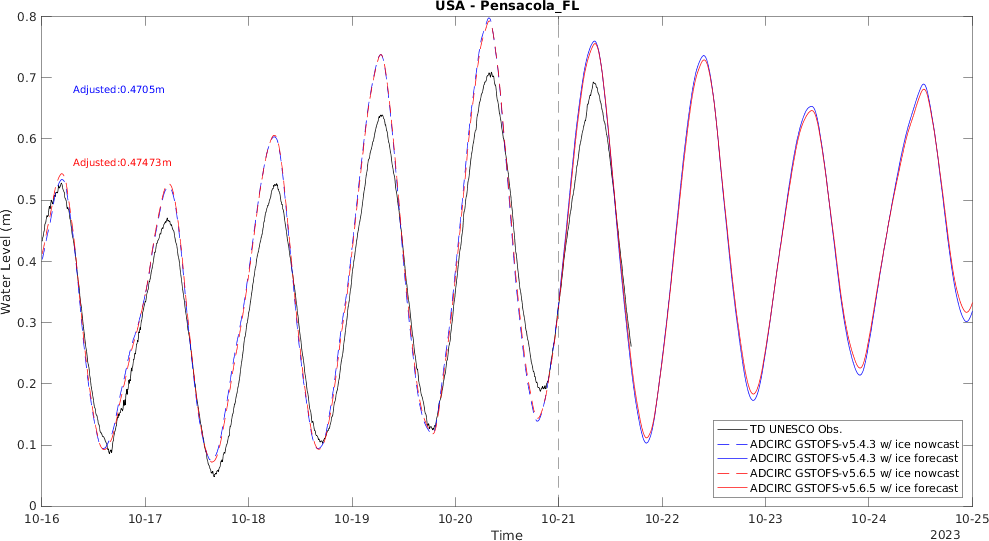 USA - Pensacola_FL
0.8
0.7
0.6
0.5
0.4
0.3
0.2
0.1
0
Water Level (m)
Adjusted:0.4705m
Adjusted:0.47473m
TD UNESCO Obs.
ADCIRC GSTOFS-v5.4.3 w/ ice nowcast
ADCIRC GSTOFS-v5.4.3 w/ ice forecast
ADCIRC GSTOFS-v5.6.5 w/ ice nowcast
ADCIRC GSTOFS-v5.6.5 w/ ice forecast
10-16 10-17 10-18 10-19 10-20 10-21 10-22 10-23 10-24 10-25
Time
2023